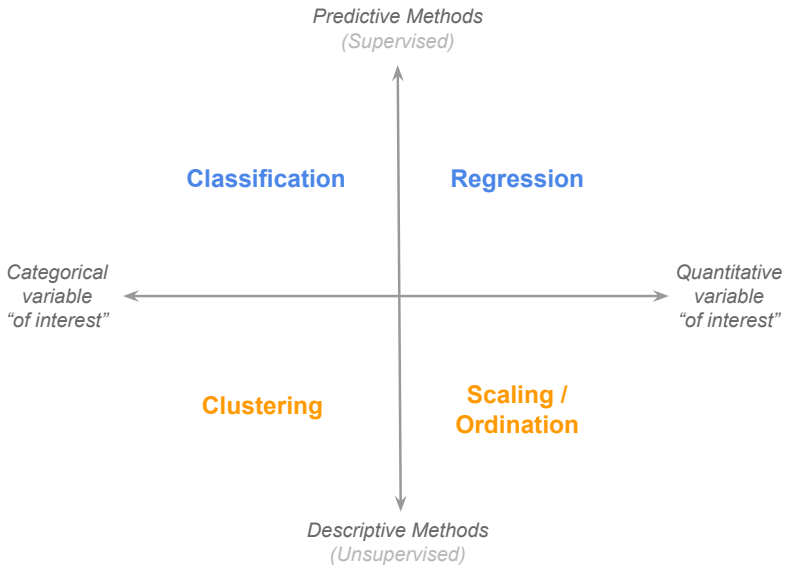 Predictive Methods
(Supervised)
Classification
Regression
Categorical
variable
“of interest”
Quantitative
variable
“of interest”
Clustering
Scaling /
Ordination
Descriptive Methods
(Unsupervised)